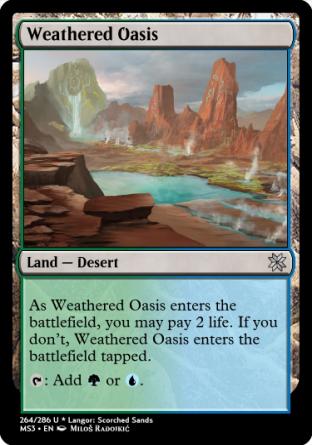 Weathered Oasis
Land — Desert
As Weathered Oasis enters the
battlefield, you may pay 2 life. If you
don't, Weathered Oasis enters the
battlefield tapped.
: Add or .
264/286 U * Langor: Scorched Sands
MS3 • EN Miloš Radoikić